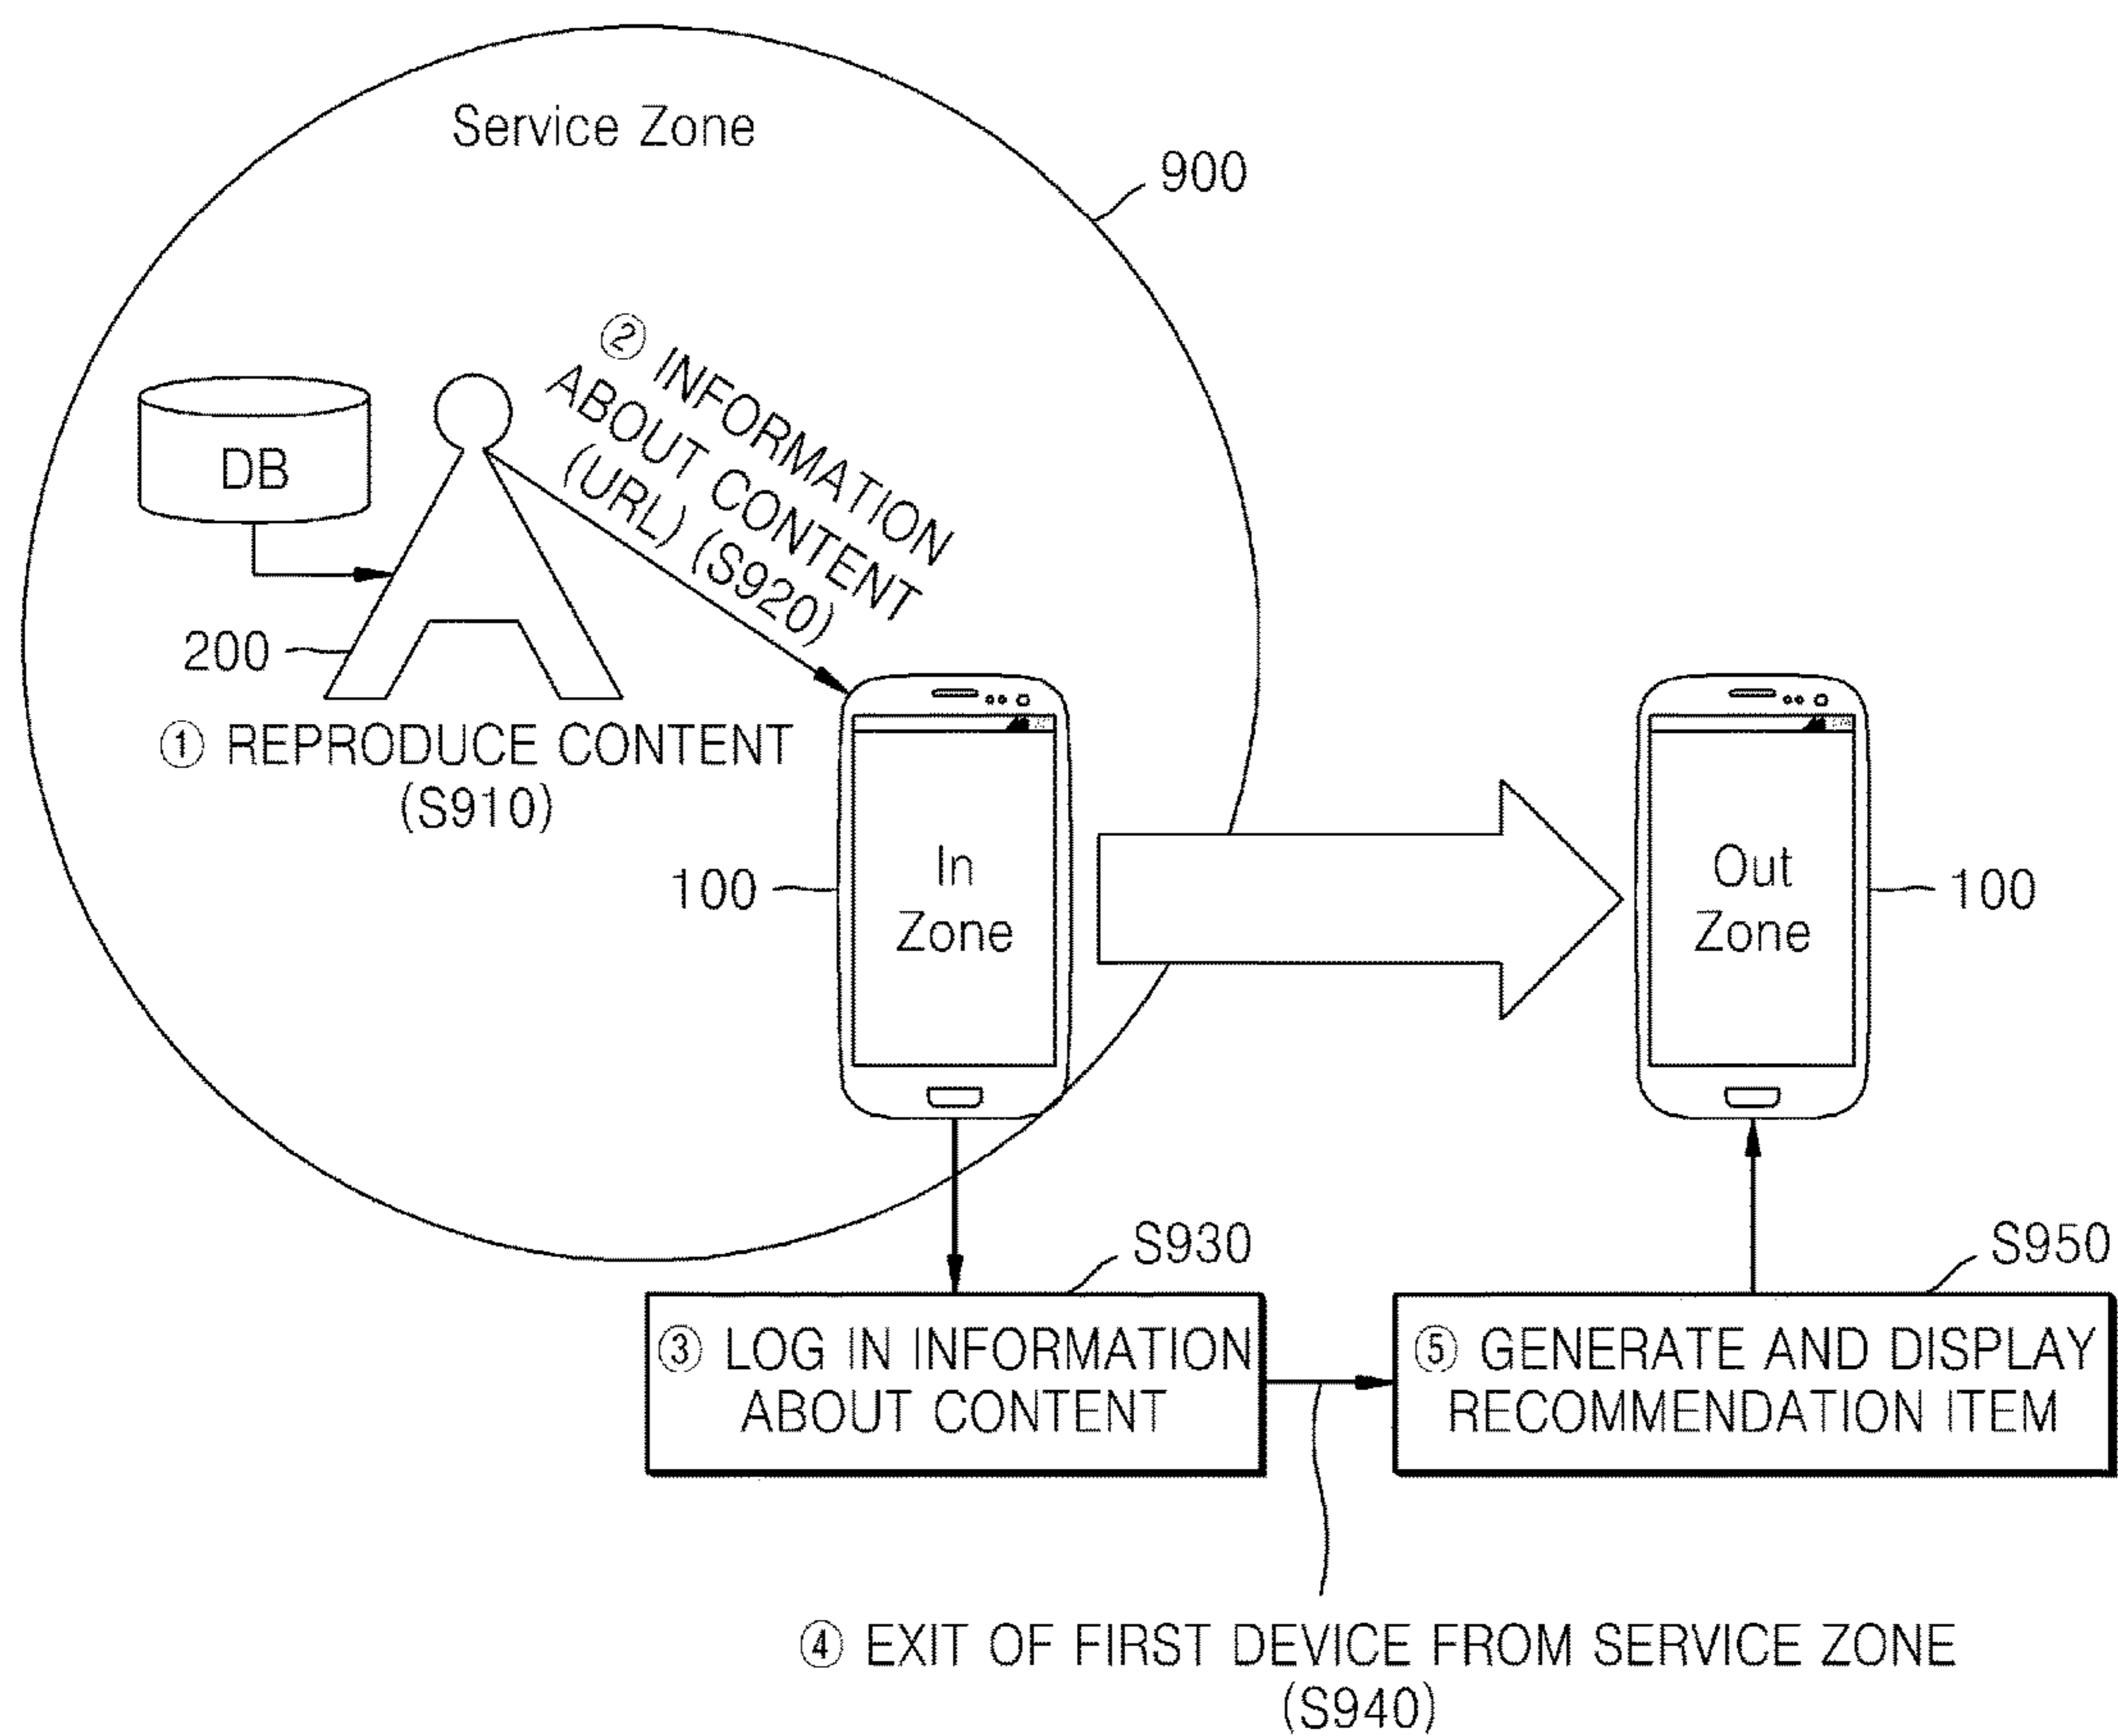 Service Zone
900
② INFORMATION
ABOUT CONTENT
(URL) (S920)
DB
200
① REPRODUCE CONTENT
(S910)
100
In
Zone
Out
Zone
100
S930
③ LOG IN INFORMATION
ABOUT CONTENT
S950
⑤ GENERATE AND DISPLAY
RECOMMENDATION ITEM
④ EXIT OF FIRST DEVICE FROM SERVICE ZONE
(S940)